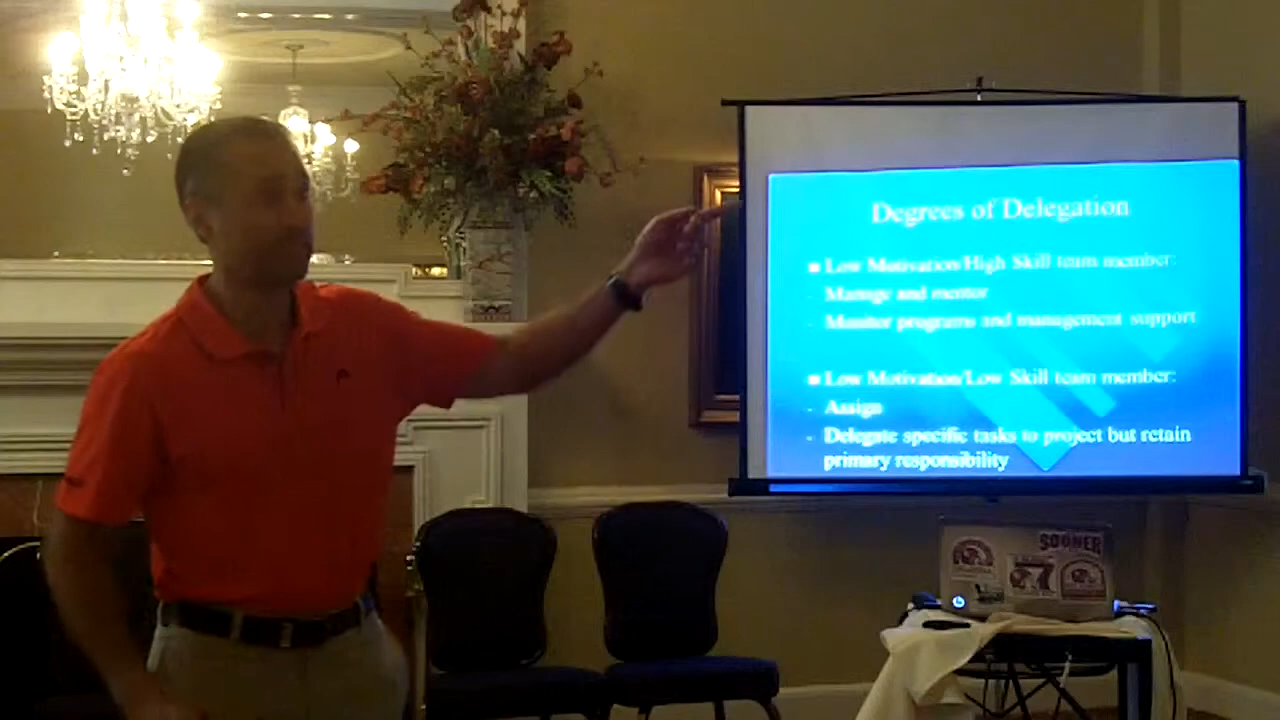 Degrees of Delegation
■ Low Motivation/High Skill team member:
- Manage and mentor
- Monitor programs and management support
■ Low Motivation/Low Skill team member:
- Assign
- Delegate specific tasks to project but retain
primary responsibility
SOONER